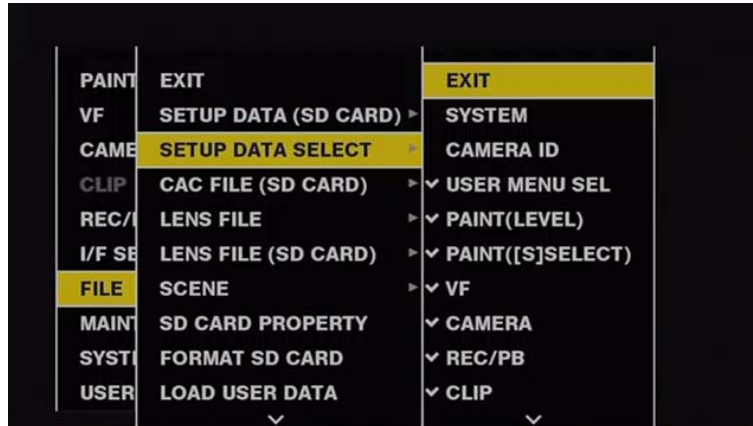 PAINT
VF
CAME
CLIP
REC/
I/F SE
FILE
MAINT
SYSTE
USER
EXIT
SETUP DATA (SD CARD)
SETUP DATA SELECT
CAC FILE (SD CARD)
LENS FILE
LENS FILE (SD CARD)
SCENE
SD CARD PROPERTY
FORMAT SD CARD
LOAD USER DATA
EXIT
SYSTEM
CAMERA ID
USER MENU SEL
PAINT(LEVEL)
PAINT([S]SELECT)
VF
CAMERA
REC/PB
CLIP